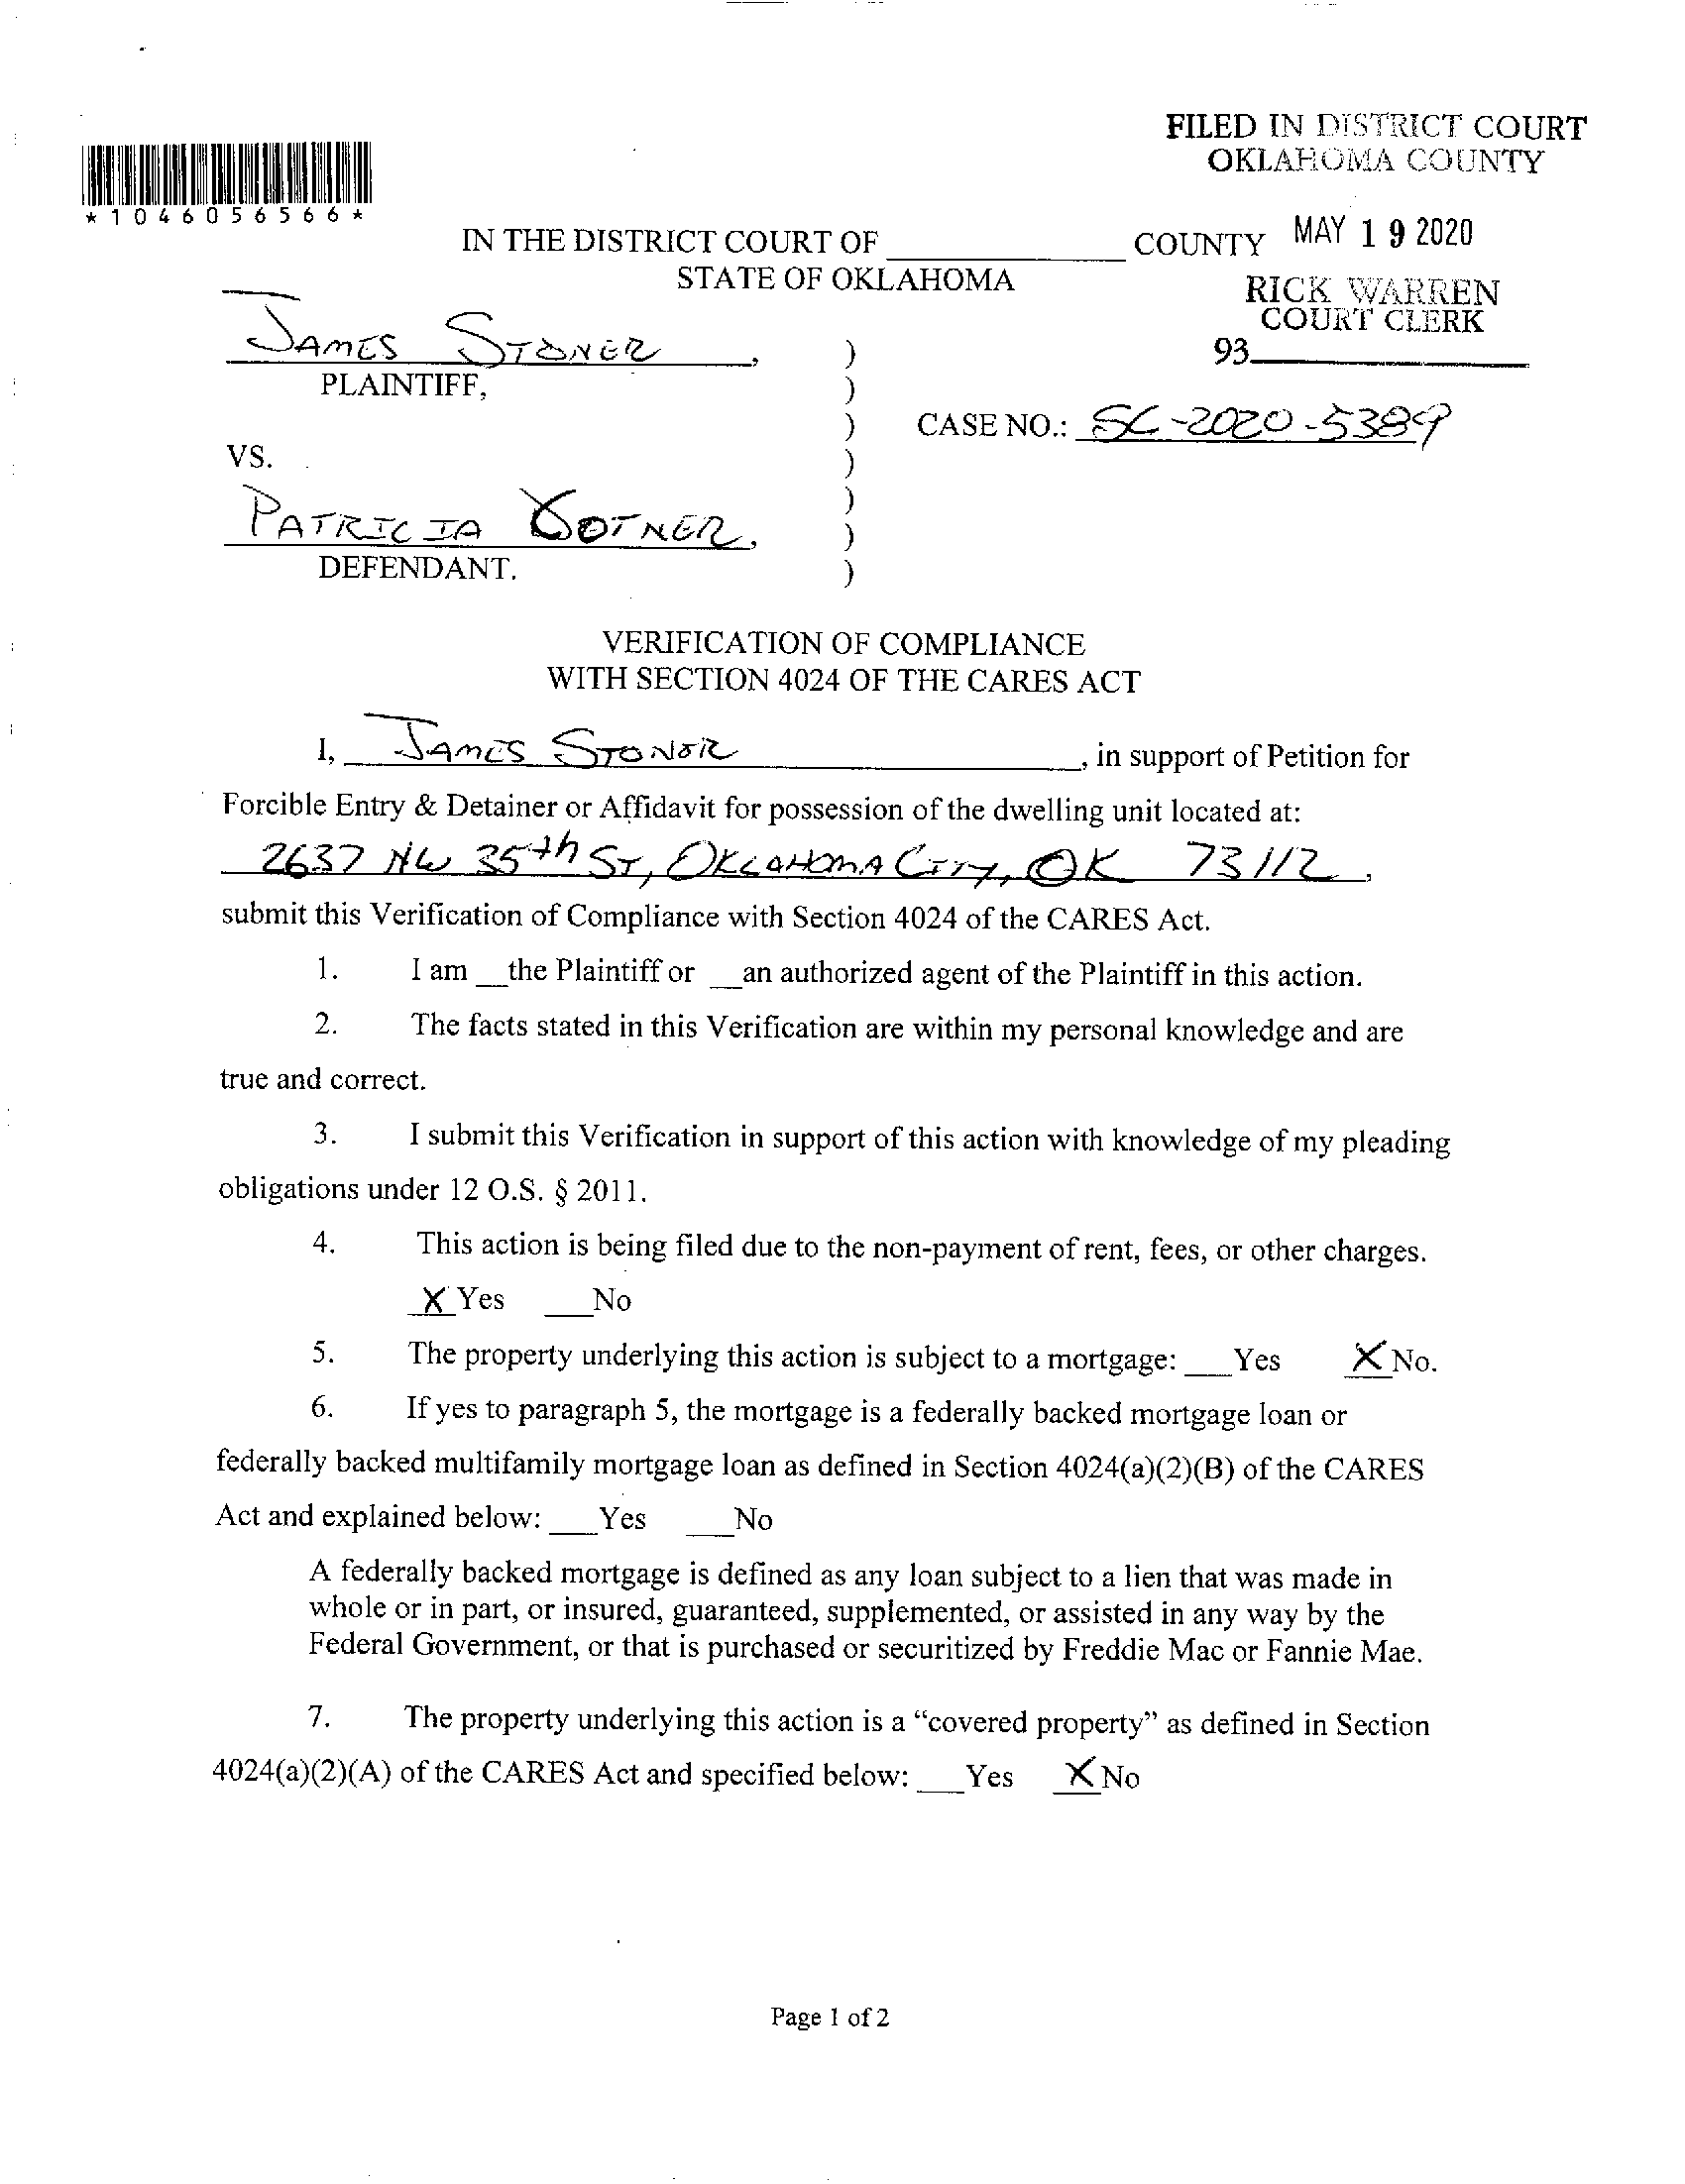 FILED IN DISTRICT COURT
OKLAHOMA COUNTY
*1046056566*
IN THE DISTRICT COURT OF ____________ COUNTY MAY 19 2020
STATE OF OKLAHOMA
RICK WARREN
COURT CLERK
93____________
JAMES STONER, )
PLAINTIFF, )
) CASE NO.: SC-2020-5389
VS. )
)
PATRICIA , )
DEFENDANT. )
VERIFICATION OF COMPLIANCE
WITH SECTION 4024 OF THE CARES ACT
I, JAMES STONER, in support of Petition for
Forcible Entry & Detainer or Affidavit for possession of the dwelling unit located at:
2637 NW 35th ST, OKLAHOMA CITY, OK 73112,
submit this Verification of Compliance with Section 4024 of the CARES Act.
1. I am __the Plaintiff or __an authorized agent of the Plaintiff in this action.
2. The facts stated in this Verification are within my personal knowledge and are
true and correct.
3. I submit this Verification in support of this action with knowledge of my pleading
obligations under 12 O.S. § 2011.
4. This action is being filed due to the non-payment of rent, fees, or other charges.
X Yes ___No
5. The property underlying this action is subject to a mortgage: ___Yes X No.
6. If yes to paragraph 5, the mortgage is a federally backed mortgage loan or
federally backed multifamily mortgage loan as defined in Section 4024(a)(2)(B) of the CARES
Act and explained below: ___Yes ___No
A federally backed mortgage is defined as any loan subject to a lien that was made in
whole or in part, or insured, guaranteed, supplemented, or assisted in any way by the
Federal Government, or that is purchased or securitized by Freddie Mac or Fannie Mae.
7. The property underlying this action is a “covered property” as defined in Section
4024(a)(2)(A) of the CARES Act and specified below: ___Yes X No
Page 1 of 2